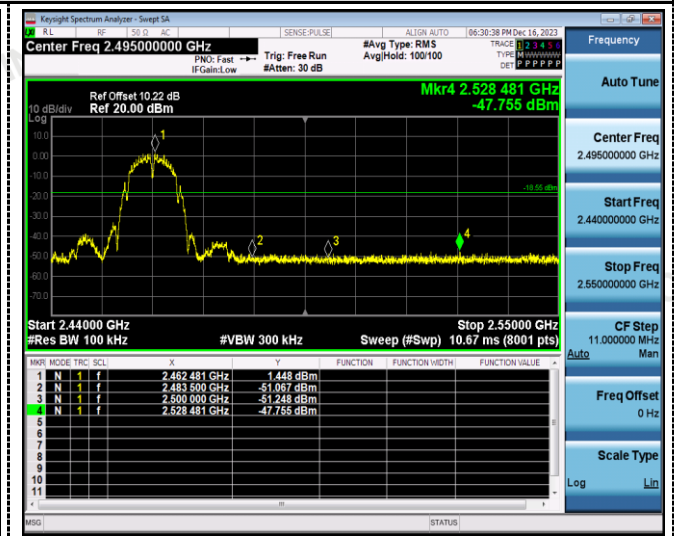 Keysight Spectrum Analyzer - Swept SA
RL RF 50 Ω AC SENSE:PULSE ALIGN AUTO 06:30:38 PM Dec 16, 2023
Center Freq 2.495000000 GHz
PNO: Fast
IFGain:Low
Trig: Free Run
#Atten: 30 dB
#Avg Type: RMS
Avg|Hold: 100/100
TRACE 1 2 3 4 5 6
TYPE M WWWWW
DET P P P P P P
Frequency
Auto Tune
Center Freq
2.495000000 GHz
Start Freq
2.440000000 GHz
Stop Freq
2.550000000 GHz
CF Step
11.000000 MHz
Auto Man
Freq Offset
0 Hz
Scale Type
Log Lin
Mkr4 2.528 481 GHz
-47.755 dBm
Ref Offset 10.22 dB
10 dB/div Ref 20.00 dBm
Log
10.0
0.00
-10.0
-20.0
-30.0
-40.0
-50.0
-60.0
-70.0
1
2
3
4
-18.55 dBm
Start 2.44000 GHz Stop 2.55000 GHz
#Res BW 100 kHz #VBW 300 kHz Sweep (#Swp) 10.67 ms (8001 pts)
MKR MODE TRC SCL X Y FUNCTION FUNCTION WIDTH FUNCTION VALUE
1 N 1 f 2.462 481 GHz 1.448 dBm
2 N 1 f 2.483 500 GHz -51.067 dBm
3 N 1 f 2.500 000 GHz -51.248 dBm
4 N 1 f 2.528 481 GHz -47.755 dBm
5
6
7
8
9
10
11
MSG STATUS